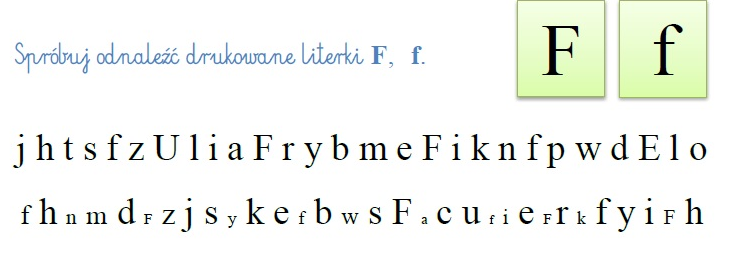 Spróbuj odnaleźć drukowane literki F, f.
F f
j h t s f z U l i a F r y b m e F i k n f p w d E l o
f h n m d F z j s y k e f b w s F a c u f i e F r k f y i F h